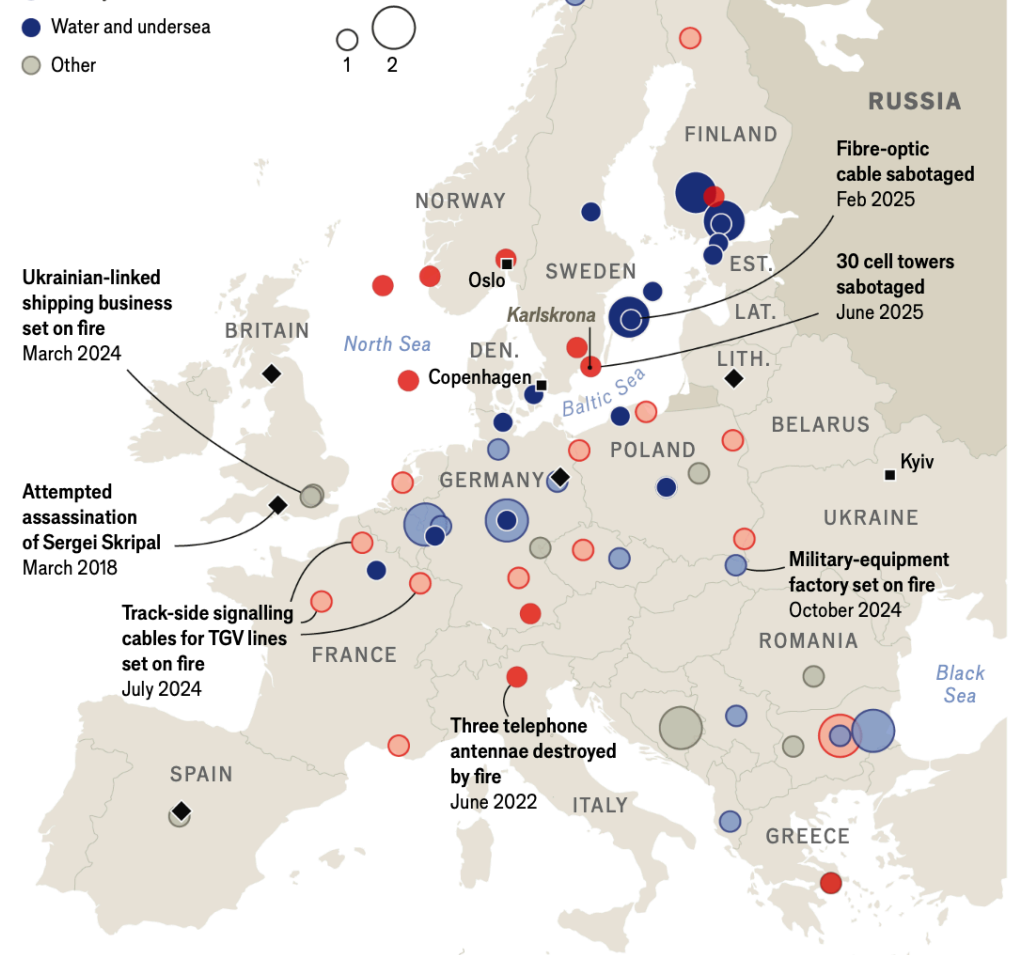 Water and undersea
Other
1
2
RUSSIA
FINLAND
Fibre-optic
cable sabotaged
Feb 2025
NORWAY
Oslo
SWEDEN
EST.
30 cell towers
sabotaged
June 2025
Ukrainian-linked
shipping business
set on fire
March 2024
BRITAIN
North Sea
Karlskrona
LAT.
DEN.
LITH.
Copenhagen
Baltic Sea
BELARUS
POLAND
Kyiv
GERMANY
Attempted
assassination
of Sergei Skripal
March 2018
UKRAINE
Military-equipment
factory set on fire
October 2024
Track-side signalling
cables for TGV lines
set on fire
July 2024
FRANCE
ROMANIA
Black
Sea
Three telephone
antennae destroyed
by fire
June 2022
SPAIN
ITALY
GREECE